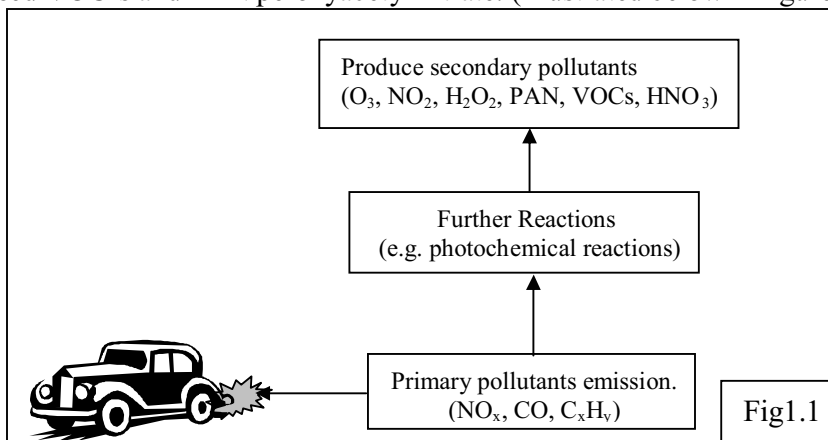 Produce secondary pollutants
(O₃, NO₂, H₂O₂, PAN, VOCs, HNO₃)
Further Reactions
(e.g. photochemical reactions)
Primary pollutants emission.
(NOₓ, CO, CₓHᵧ)
Fig1.1